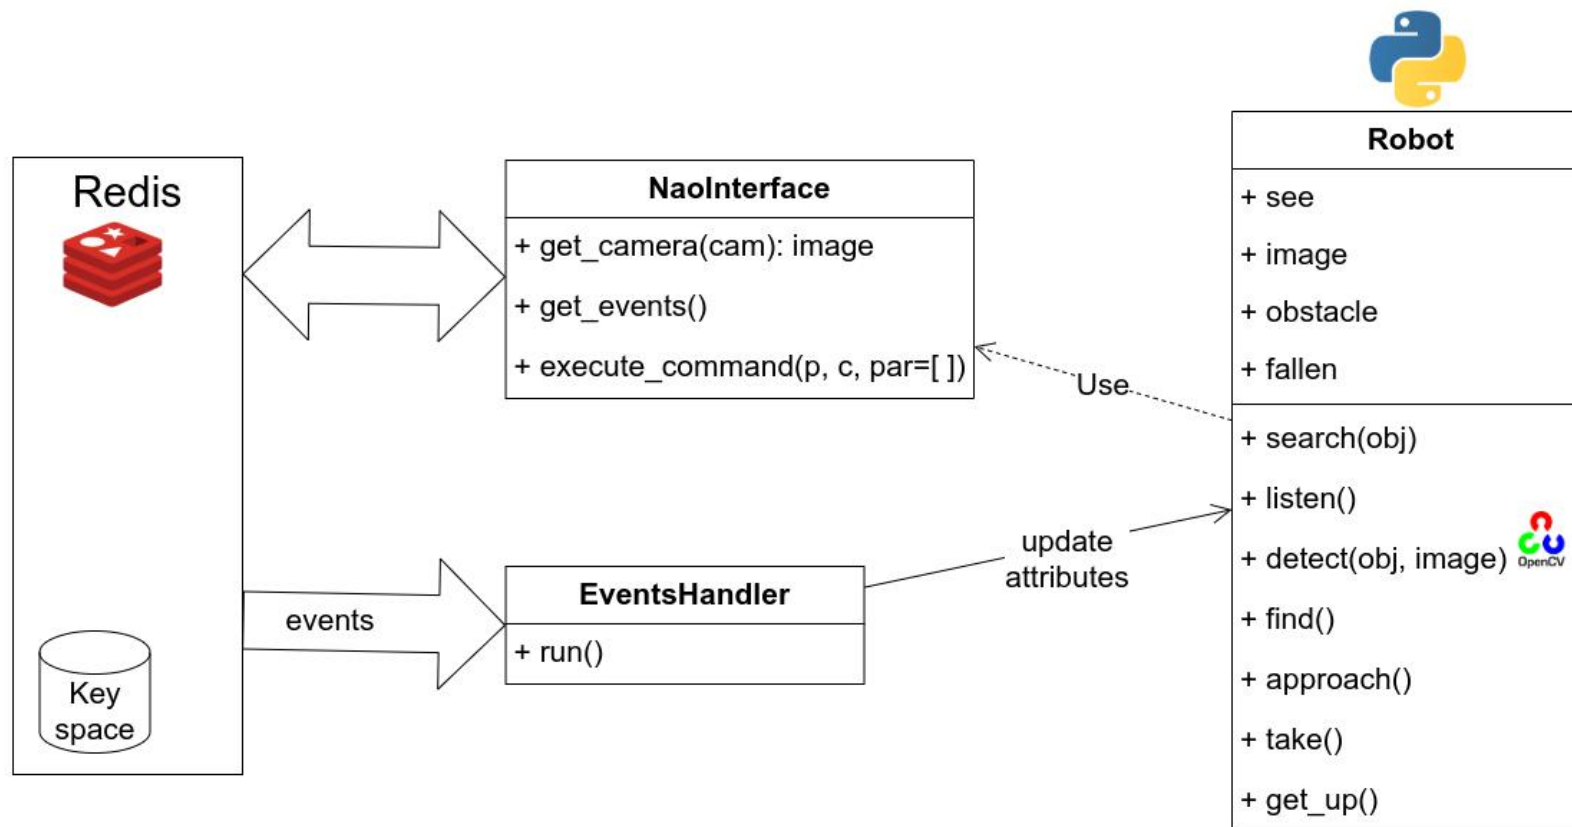 Redis
Key
space
events
NaoInterface
+ get_camera(cam): image
+ get_events()
+ execute_command(p, c, par=[ ])
EventsHandler
+ run()
Use
update
attributes
Robot
+ see
+ image
+ obstacle
+ fallen
+ search(obj)
+ listen()
+ detect(obj, image)
OpenCV
+ find()
+ approach()
+ take()
+ get_up()